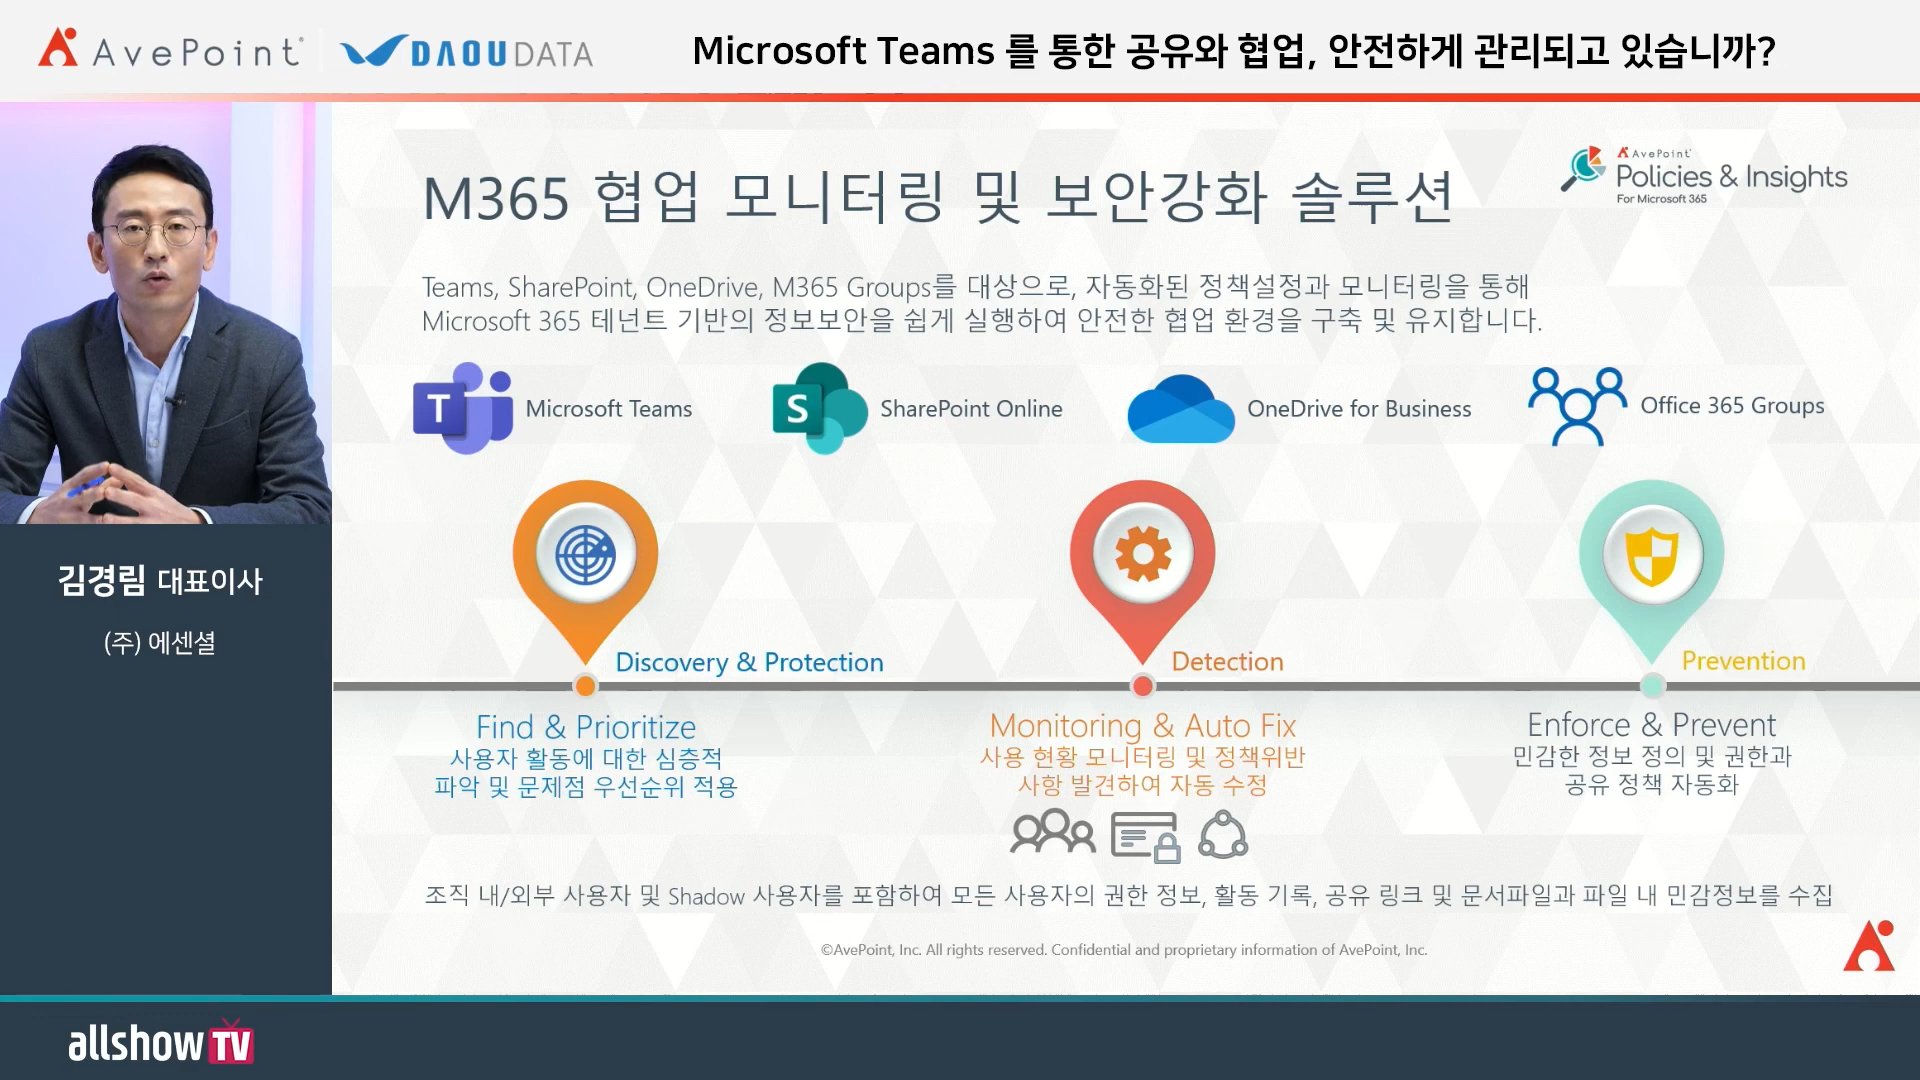 AvePoint
DAOUDATA
Microsoft Teams 를 통한 공유와 협업, 안전하게 관리되고 있습니까?
M365 협업 모니터링 및 보안강화 솔루션
AvePoint
Policies & Insights
For Microsoft 365
Teams, SharePoint, OneDrive, M365 Groups를 대상으로, 자동화된 정책설정과 모니터링을 통해
Microsoft 365 테넌트 기반의 정보보안을 쉽게 실행하여 안전한 협업 환경을 구축 및 유지합니다.
T
Microsoft Teams
S
SharePoint Online
OneDrive for Business
Office 365 Groups
김경림 대표이사
(주) 에센셜
Discovery & Protection
Detection
Prevention
Find & Prioritize
사용자 활동에 대한 심층적
파악 및 문제점 우선순위 적용
Monitoring & Auto Fix
사용 현황 모니터링 및 정책위반
사항 발견하여 자동 수정
Enforce & Prevent
민감한 정보 정의 및 권한과
공유 정책 자동화
조직 내/외부 사용자 및 Shadow 사용자를 포함하여 모든 사용자의 권한 정보, 활동 기록, 공유 링크 및 문서파일과 파일 내 민감정보를 수집
©AvePoint, Inc. All rights reserved. Confidential and proprietary information of AvePoint, Inc.
allshow TV